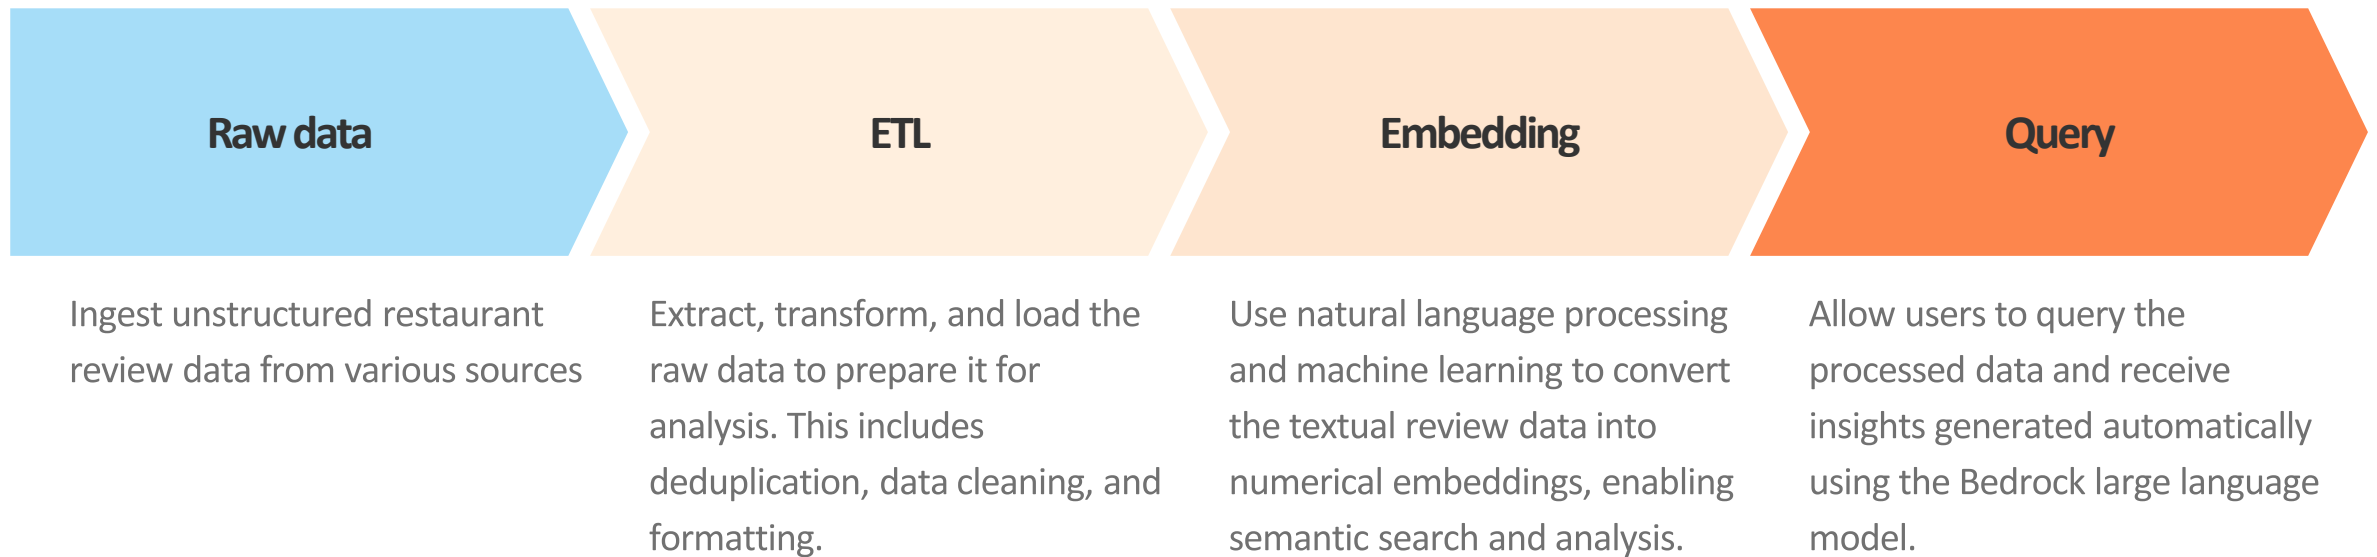 Raw data
ETL
Embedding
Query
Ingest unstructured restaurant
review data from various sources
Extract, transform, and load the
raw data to prepare it for
analysis. This includes
deduplication, data cleaning, and
formatting.
Use natural language processing
and machine learning to convert
the textual review data into
numerical embeddings, enabling
semantic search and analysis.
Allow users to query the
processed data and receive
insights generated automatically
using the Bedrock large language
model.